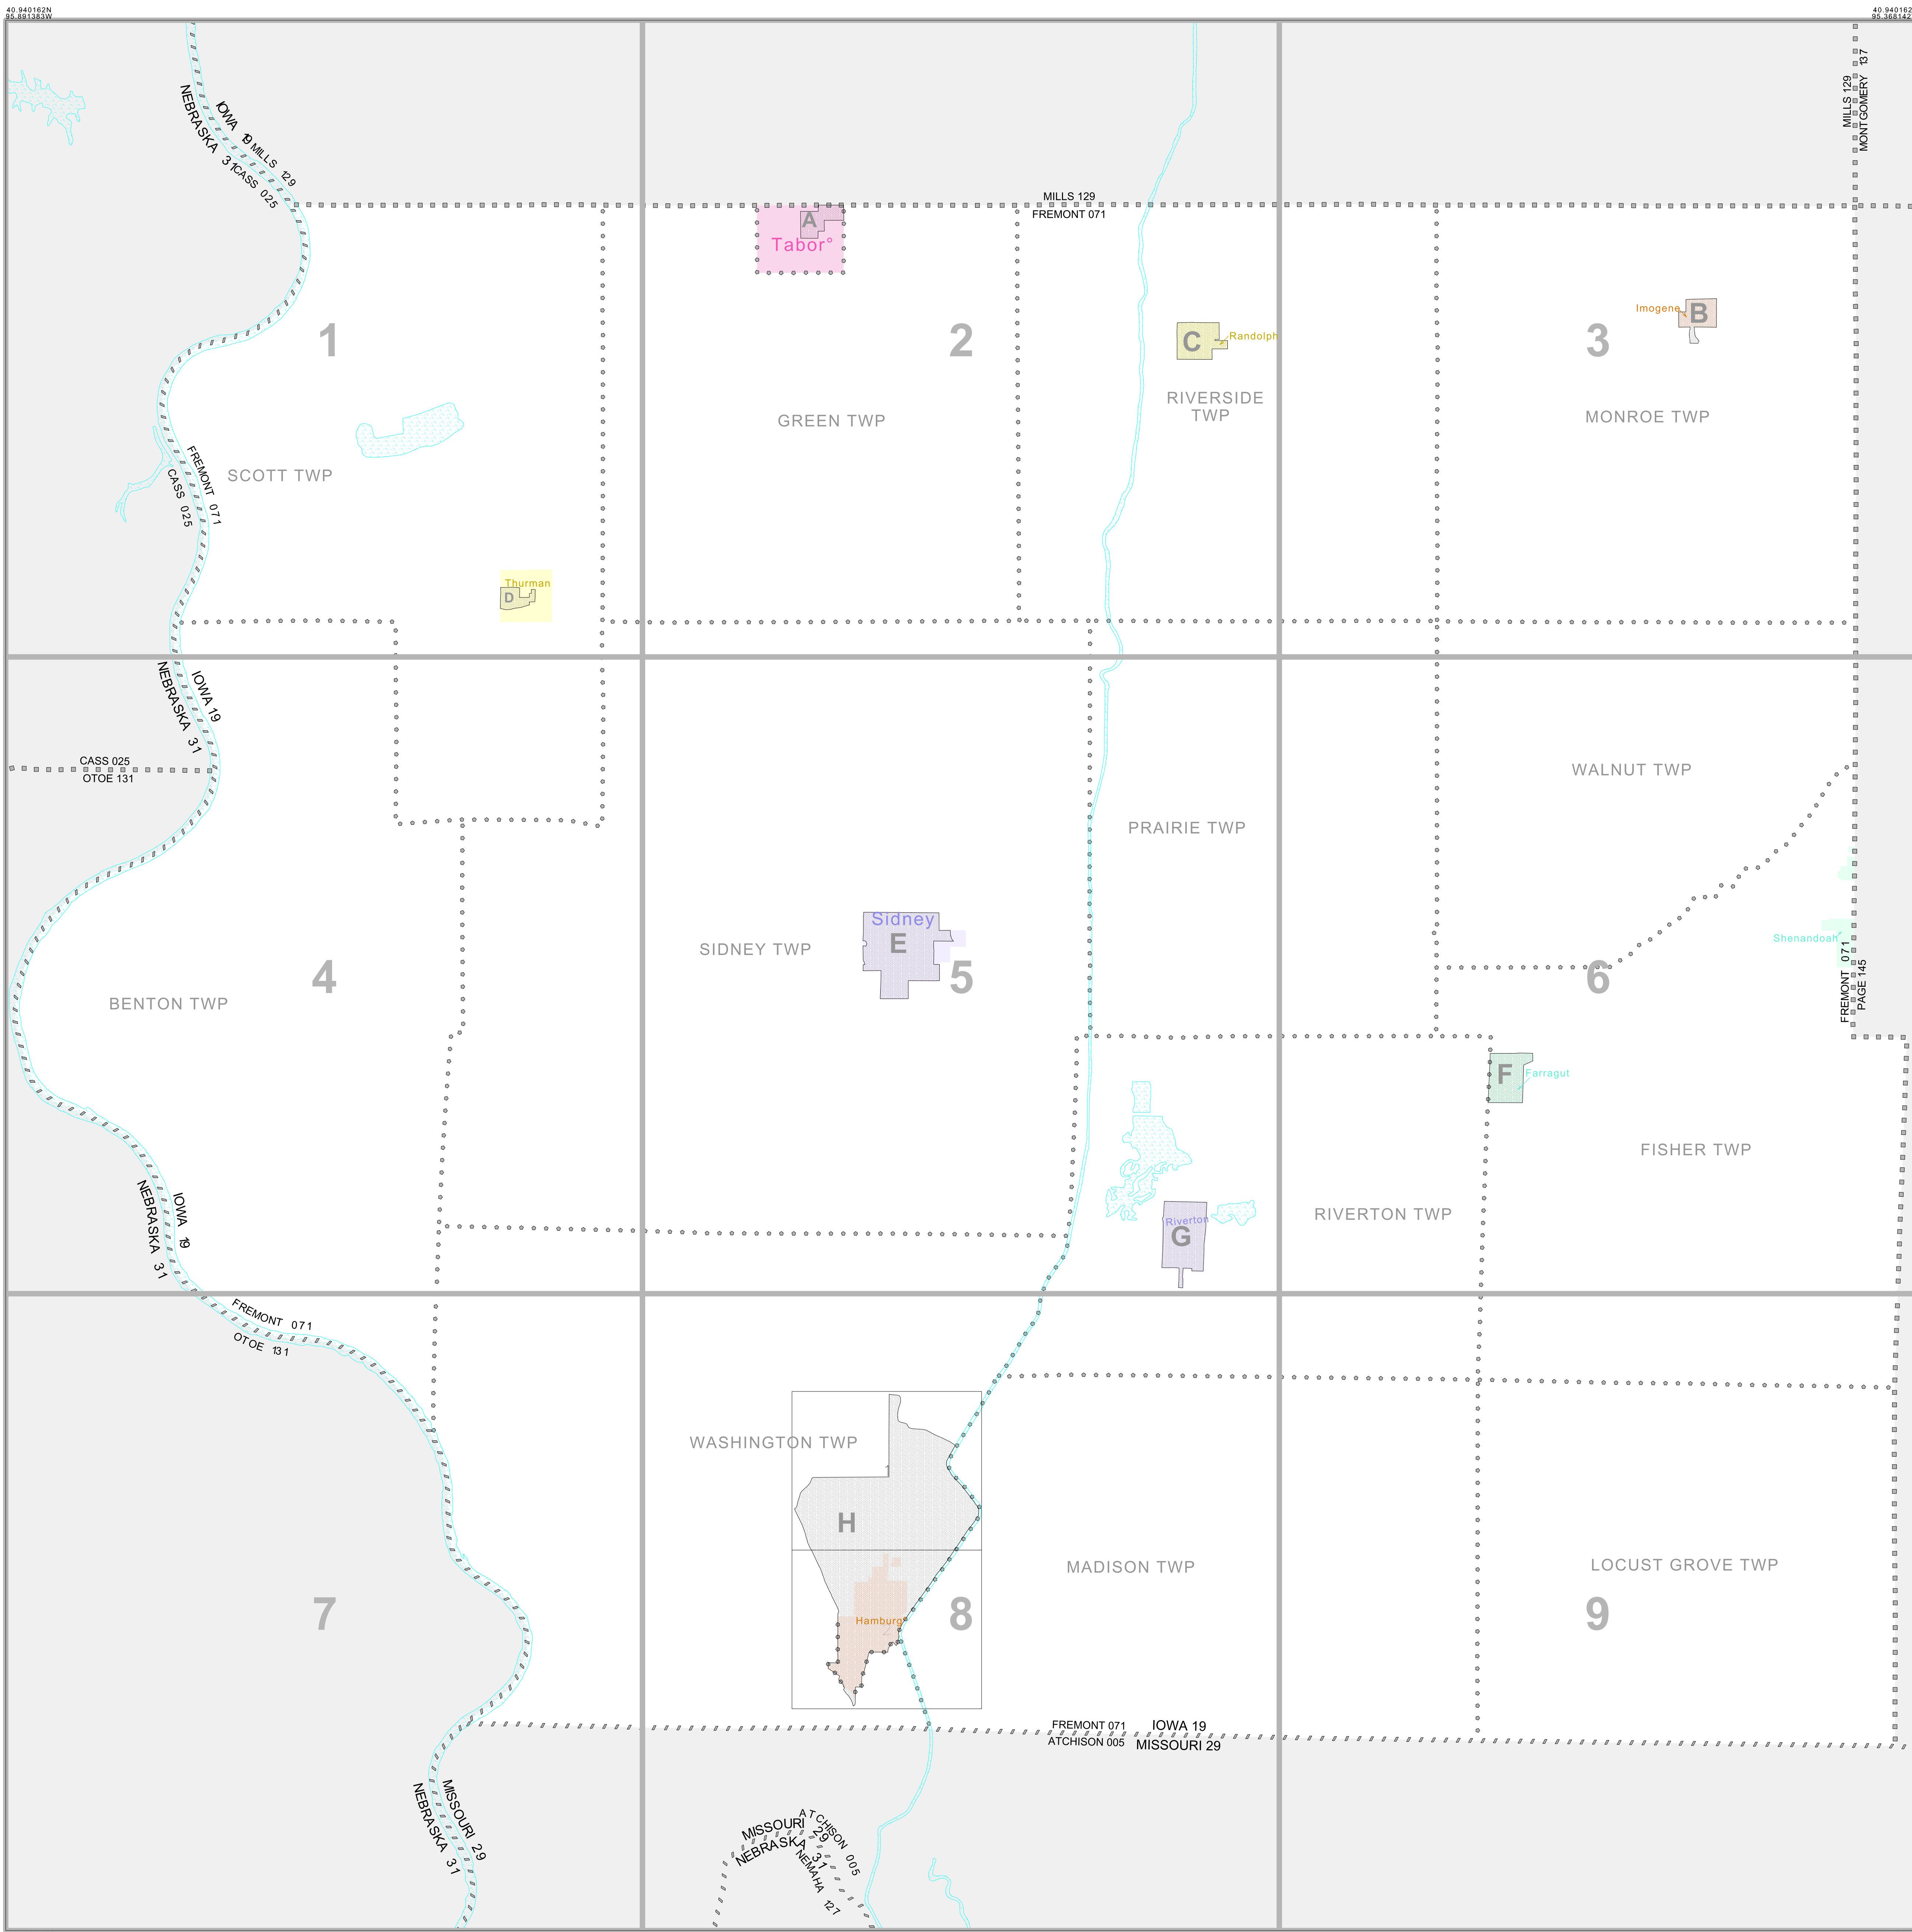 40.940162N
95.891383W
40.940162
95.368142
MILLS 129
MONTGOMERY 137
IOWA 19
MILLS 129
NEBRASKA 31
CASS 025
MILLS 129
FREMONT 071
A
Tabor°
1
2
3
Imogene
B
C
Randolph
RIVERSIDE
TWP
GREEN TWP
MONROE TWP
SCOTT TWP
FREMONT 071
CASS 025
Thurman
D
IOWA 19
NEBRASKA 31
CASS 025
OTOE 131
WALNUT TWP
PRAIRIE TWP
Sidney
E
SIDNEY TWP
Shenandoah
4
5
6
BENTON TWP
FREMONT 071
PAGE 145
F
Farragut
FISHER TWP
IOWA 19
NEBRASKA 31
Riverton
G
RIVERTON TWP
FREMONT 071
OTOE 131
WASHINGTON TWP
1
H
MADISON TWP
LOCUST GROVE TWP
Hamburg
2
7
8
9
FREMONT 071
IOWA 19
ATCHISON 005
MISSOURI 29
MISSOURI 29
NEBRASKA 31
ATCHISON 005
MISSOURI 29
NEBRASKA 31
NEMAHA 127